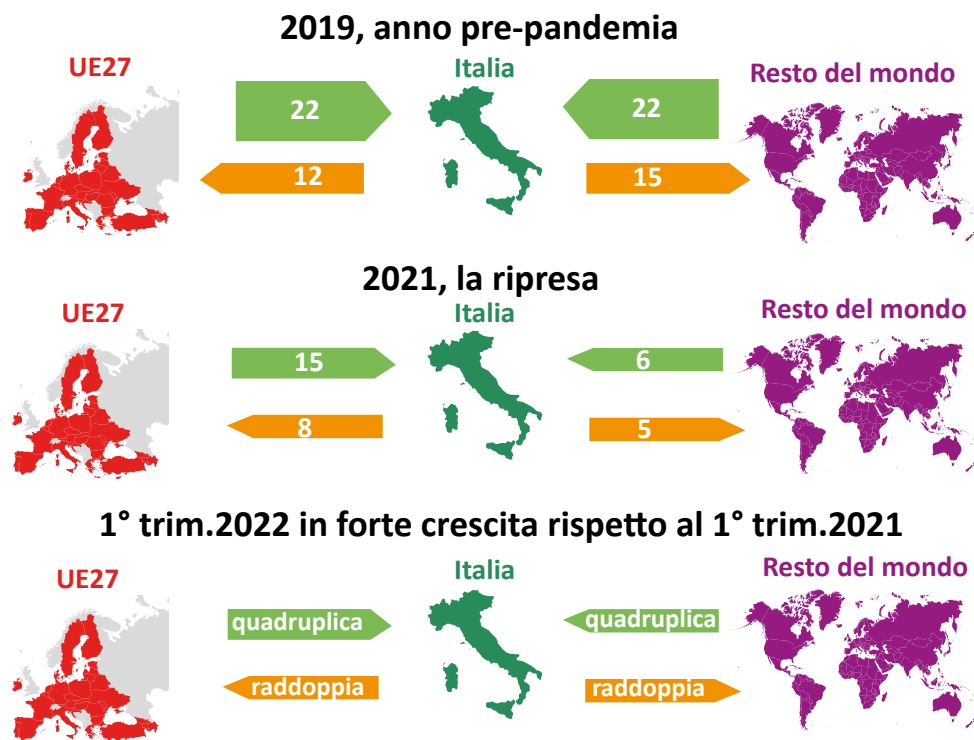 2019, anno pre-pandemia
UE27
Italia
Resto del mondo
22
22
12
15
2021, la ripresa
UE27
Italia
Resto del mondo
15
6
8
5
1° trim.2022 in forte crescita rispetto al 1° trim.2021
UE27
Italia
Resto del mondo
quadruplica
quadruplica
raddoppia
raddoppia